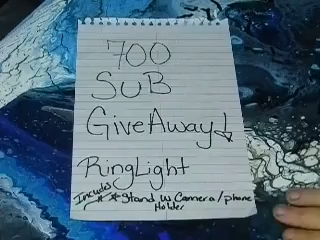 700
SUB
GiveAway!
RingLight
Includes * * Stand W Camera/phone
Holder